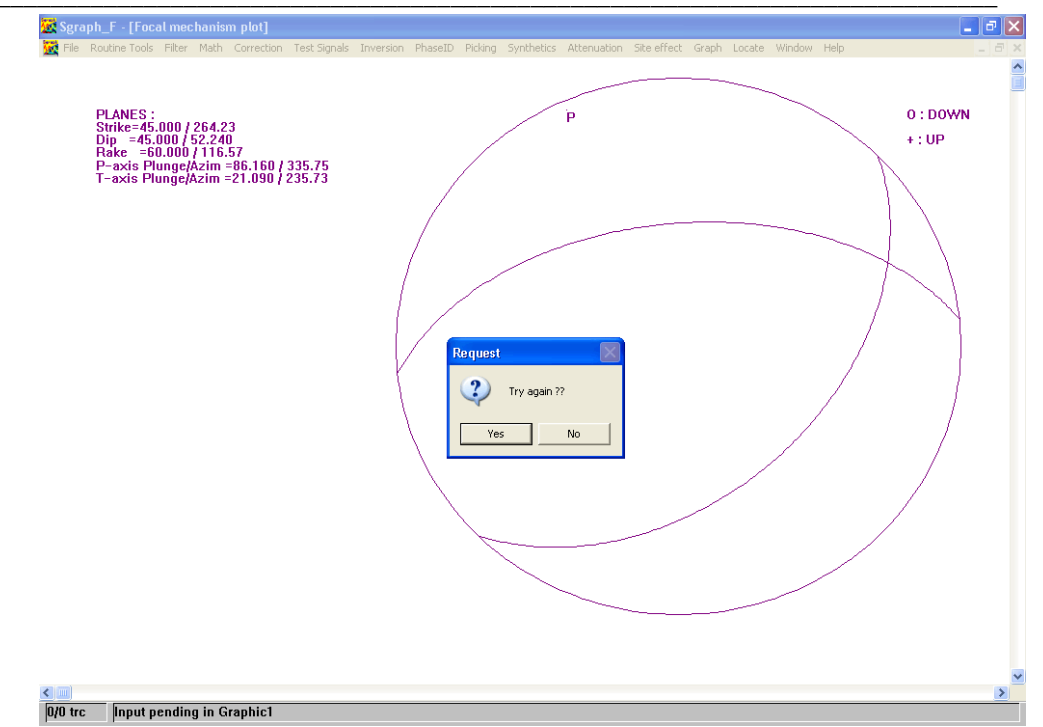 Sgraph_F - [Focal mechanism plot]
File Routine Tools Filter Math Correction Test Signals Inversion PhaseID Picking Synthetics Attenuation Site effect Graph Locate Window Help
PLANES :
Strike=45.000 / 264.23
Dip =45.000 / 52.240
Rake =60.000 / 116.57
P-axis Plunge/Azim =86.160 / 335.75
T-axis Plunge/Azim =21.090 / 235.73
P
O : DOWN
+ : UP
Request
Try again ??
Yes No
0/0 trc Input pending in Graphic1